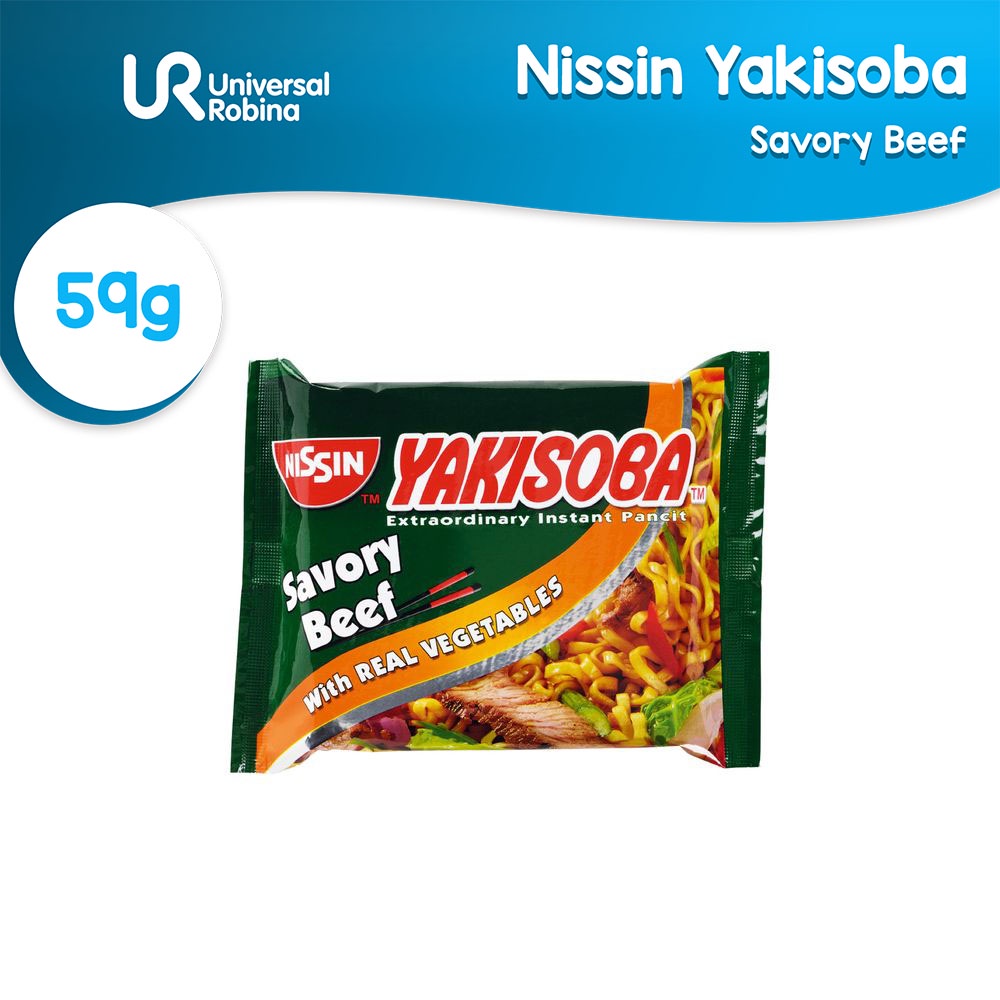 UR Universal
Robina
Nissin Yakisoba
Savory Beef
59g
NISSIN
TM
YAKISOBA
TM
Extraordinary Instant Pancit
Savory
Beef
With REAL VEGETABLES